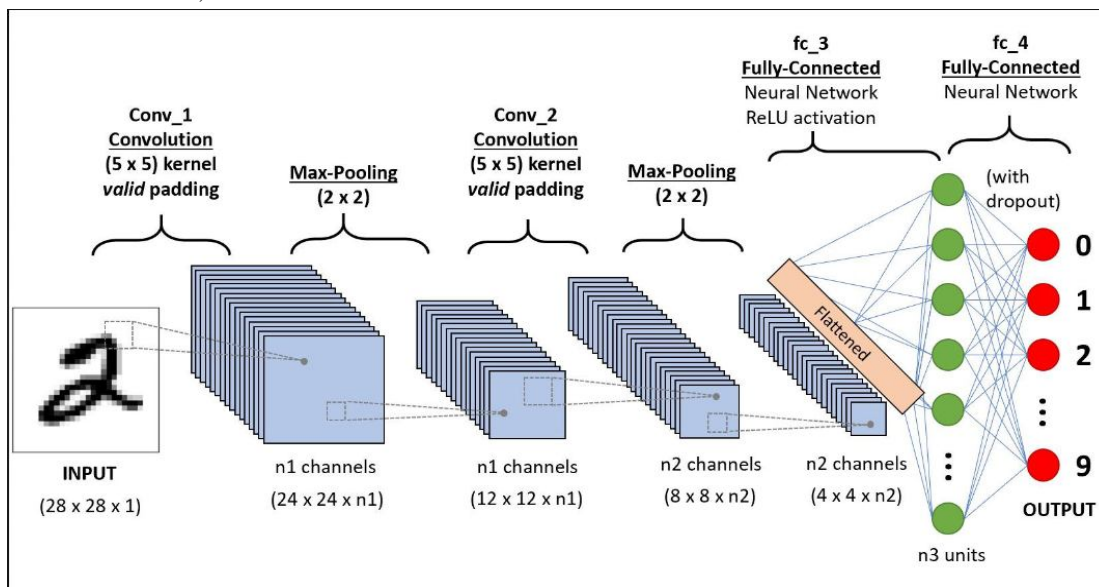 fc_3
Fully-Connected
Neural Network
ReLU activation
fc_4
Fully-Connected
Neural Network
Conv_1
Convolution
(5 x 5) kernel
valid padding
Max-Pooling
(2 x 2)
Conv_2
Convolution
(5 x 5) kernel
valid padding
Max-Pooling
(2 x 2)
(with
dropout)
0
1
2
...
9
Flattened
...
INPUT
(28 x 28 x 1)
n1 channels
(24 x 24 x n1)
n1 channels
(12 x 12 x n1)
n2 channels
(8 x 8 x n2)
n2 channels
(4 x 4 x n2)
OUTPUT
n3 units
2